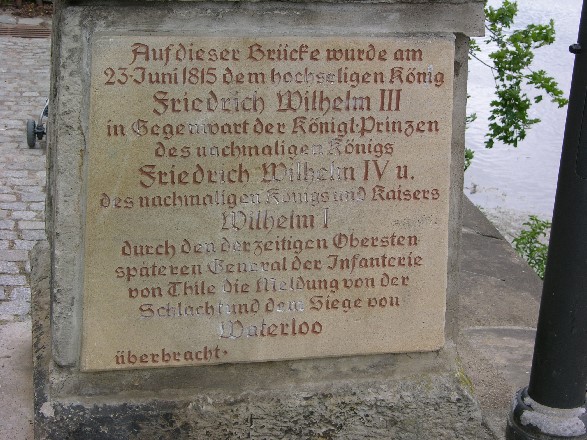 Auf dieser Brücke wurde am
23·Juni 1815 dem hochseligen König
Friedrich Wilhelm III
in Gegenwart der Königl·Prinzen
des nachmaligen Königs
Friedrich Wilhelm IV u.
des nachmaligen Königs und Kaisers
Wilhelm I
durch den derzeitigen Obersten
späteren General der Infanterie
von Thile die Meldung von der
Schlacht und dem Siege von
Waterloo
überbracht·